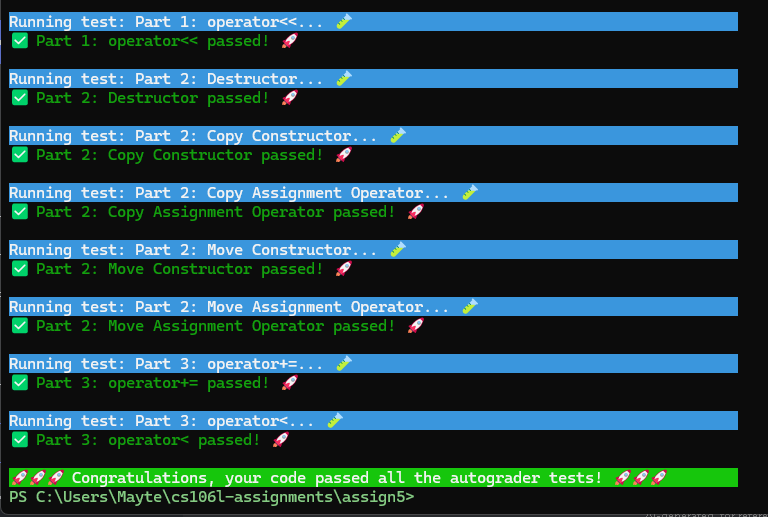 Running test: Part 1: operator<<... 🧪
✅ Part 1: operator<< passed! 🚀
Running test: Part 2: Destructor... 🧪
✅ Part 2: Destructor passed! 🚀
Running test: Part 2: Copy Constructor... 🧪
✅ Part 2: Copy Constructor passed! 🚀
Running test: Part 2: Copy Assignment Operator... 🧪
✅ Part 2: Copy Assignment Operator passed! 🚀
Running test: Part 2: Move Constructor... 🧪
✅ Part 2: Move Constructor passed! 🚀
Running test: Part 2: Move Assignment Operator... 🧪
✅ Part 2: Move Assignment Operator passed! 🚀
Running test: Part 3: operator+=... 🧪
✅ Part 3: operator+= passed! 🚀
Running test: Part 3: operator<... 🧪
✅ Part 3: operator< passed! 🚀
🚀🚀🚀 Congratulations, your code passed all the autograder tests! 🚀🚀🚀
PS C:\Users\Mayte\cs106l-assignments\assign5>